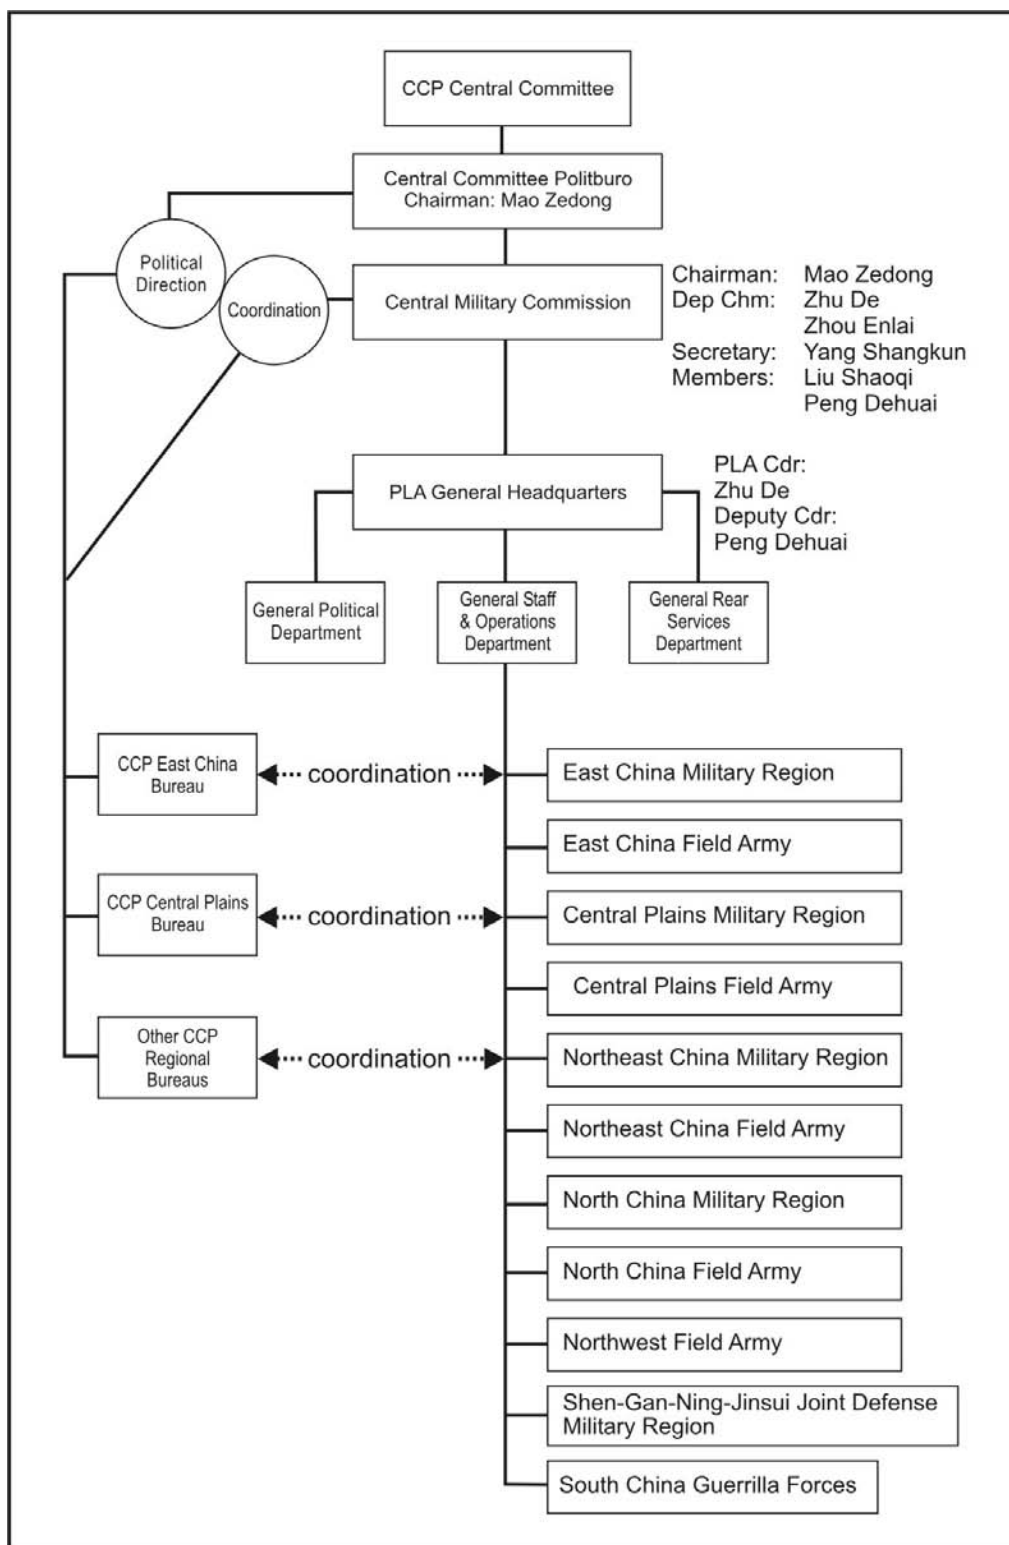 CCP Central Committee
Central Committee Politburo
Chairman: Mao Zedong
Political
Direction
Coordination
Central Military Commission
Chairman: Mao Zedong
Dep Chm: Zhu De
Zhou Enlai
Secretary: Yang Shangkun
Members: Liu Shaoqi
Peng Dehuai
PLA General Headquarters
PLA Cdr:
Zhu De
Deputy Cdr:
Peng Dehuai
General Political
Department
General Staff
& Operations
Department
General Rear
Services
Department
CCP East China
Bureau
coordination
East China Military Region
East China Field Army
CCP Central Plains
Bureau
coordination
Central Plains Military Region
Central Plains Field Army
Other CCP
Regional
Bureaus
coordination
Northeast China Military Region
Northeast China Field Army
North China Military Region
North China Field Army
Northwest Field Army
Shen-Gan-Ning-Jinsui Joint Defense
Military Region
South China Guerrilla Forces